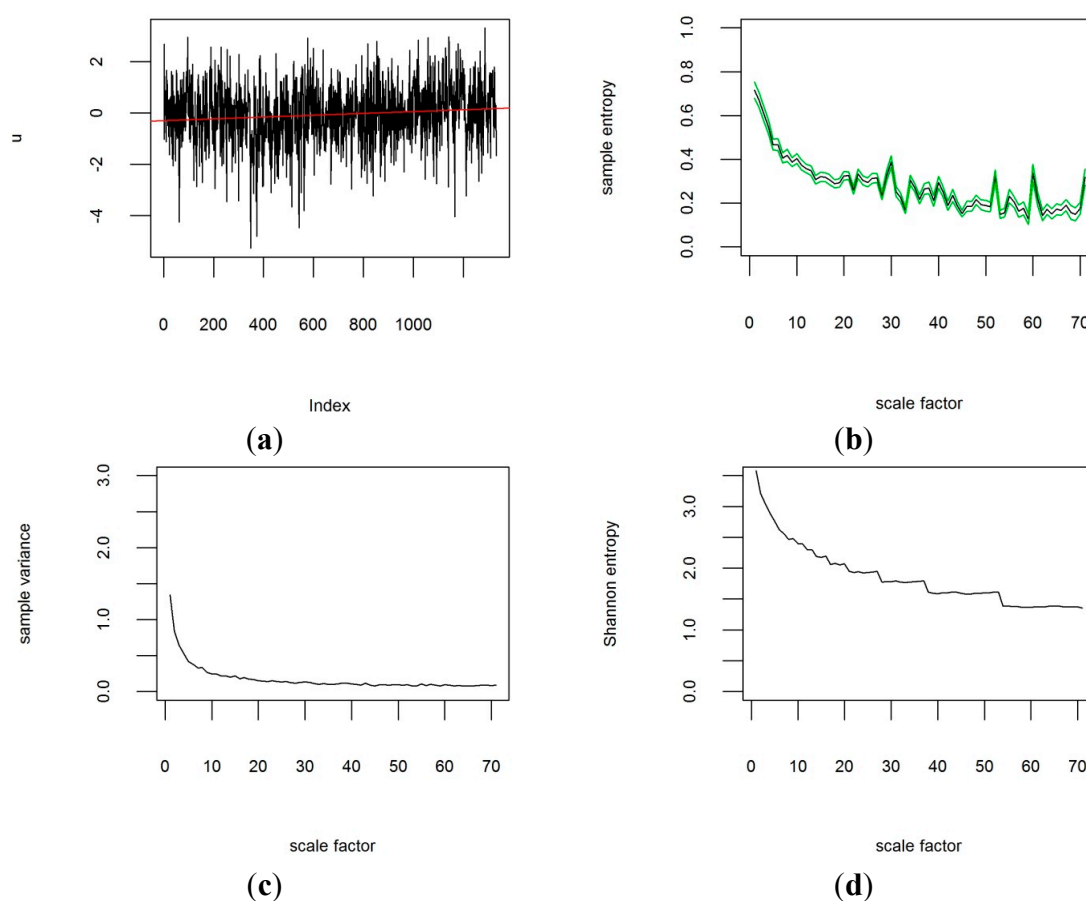 u
2
0
-2
-4
0 200 400 600 800 1000
Index
(a)
sample entropy
1.0
0.8
0.6
0.4
0.2
0.0
0 10 20 30 40 50 60 70
scale factor
(b)
sample variance
3.0
2.0
1.0
0.0
0 10 20 30 40 50 60 70
scale factor
(c)
Shannon entropy
3.0
2.0
1.0
0.0
0 10 20 30 40 50 60 70
scale factor
(d)